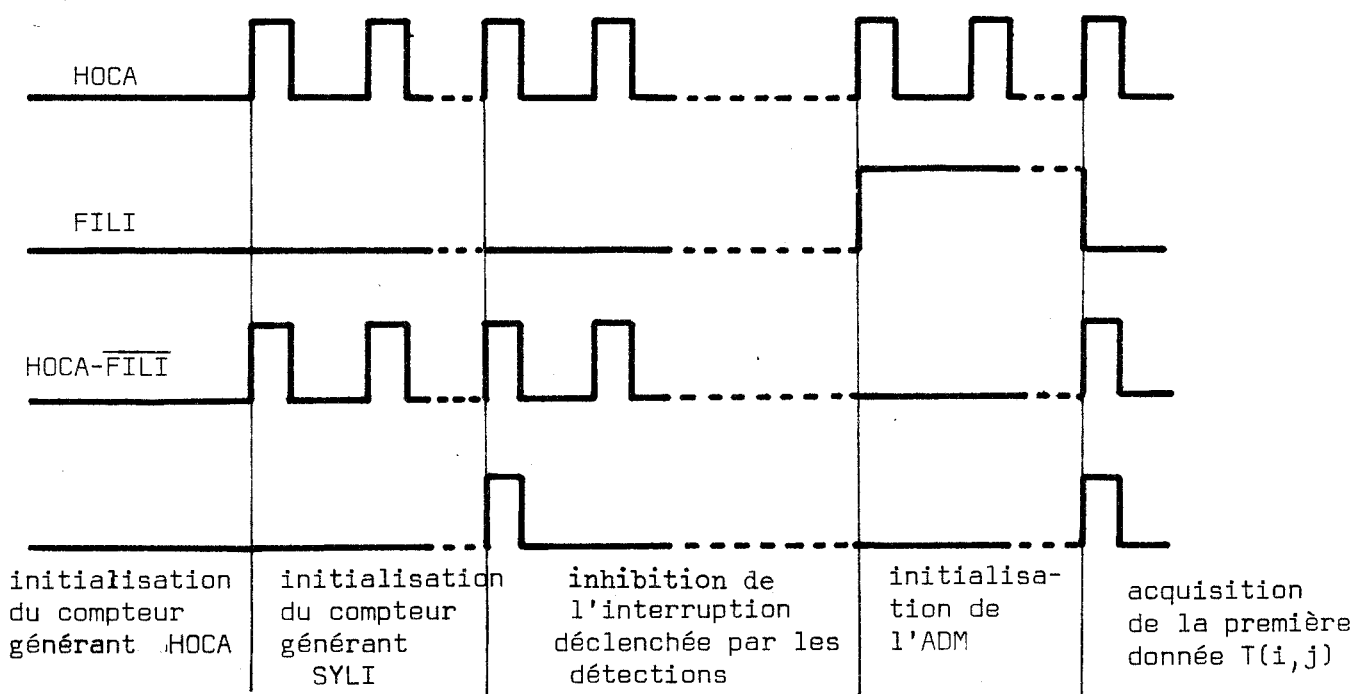 HOCA
FILI
HOCA-F̅I̅L̅I̅
initialisation
du compteur
générant HOCA
initialisation
du compteur
générant
SYLI
inhibition de
l'interruption
déclenchée par les
détections
initialisa-
tion de
l'ADM
acquisition
de la première
donnée T(i,j)